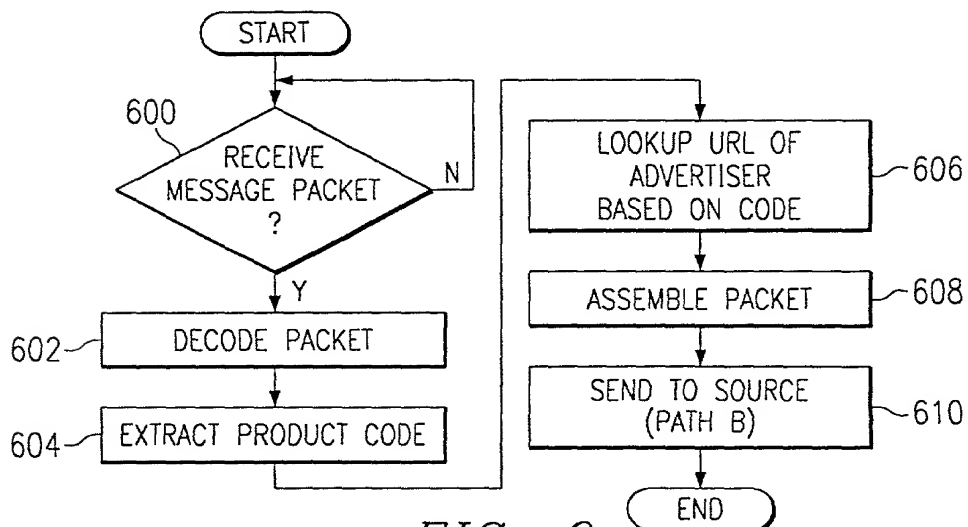 START
600
RECEIVE
MESSAGE PACKET
?
N
Y
602
DECODE PACKET
604
EXTRACT PRODUCT CODE
LOOKUP URL OF
ADVERTISER
BASED ON CODE
606
ASSEMBLE PACKET
608
SEND TO SOURCE
(PATH B)
610
END